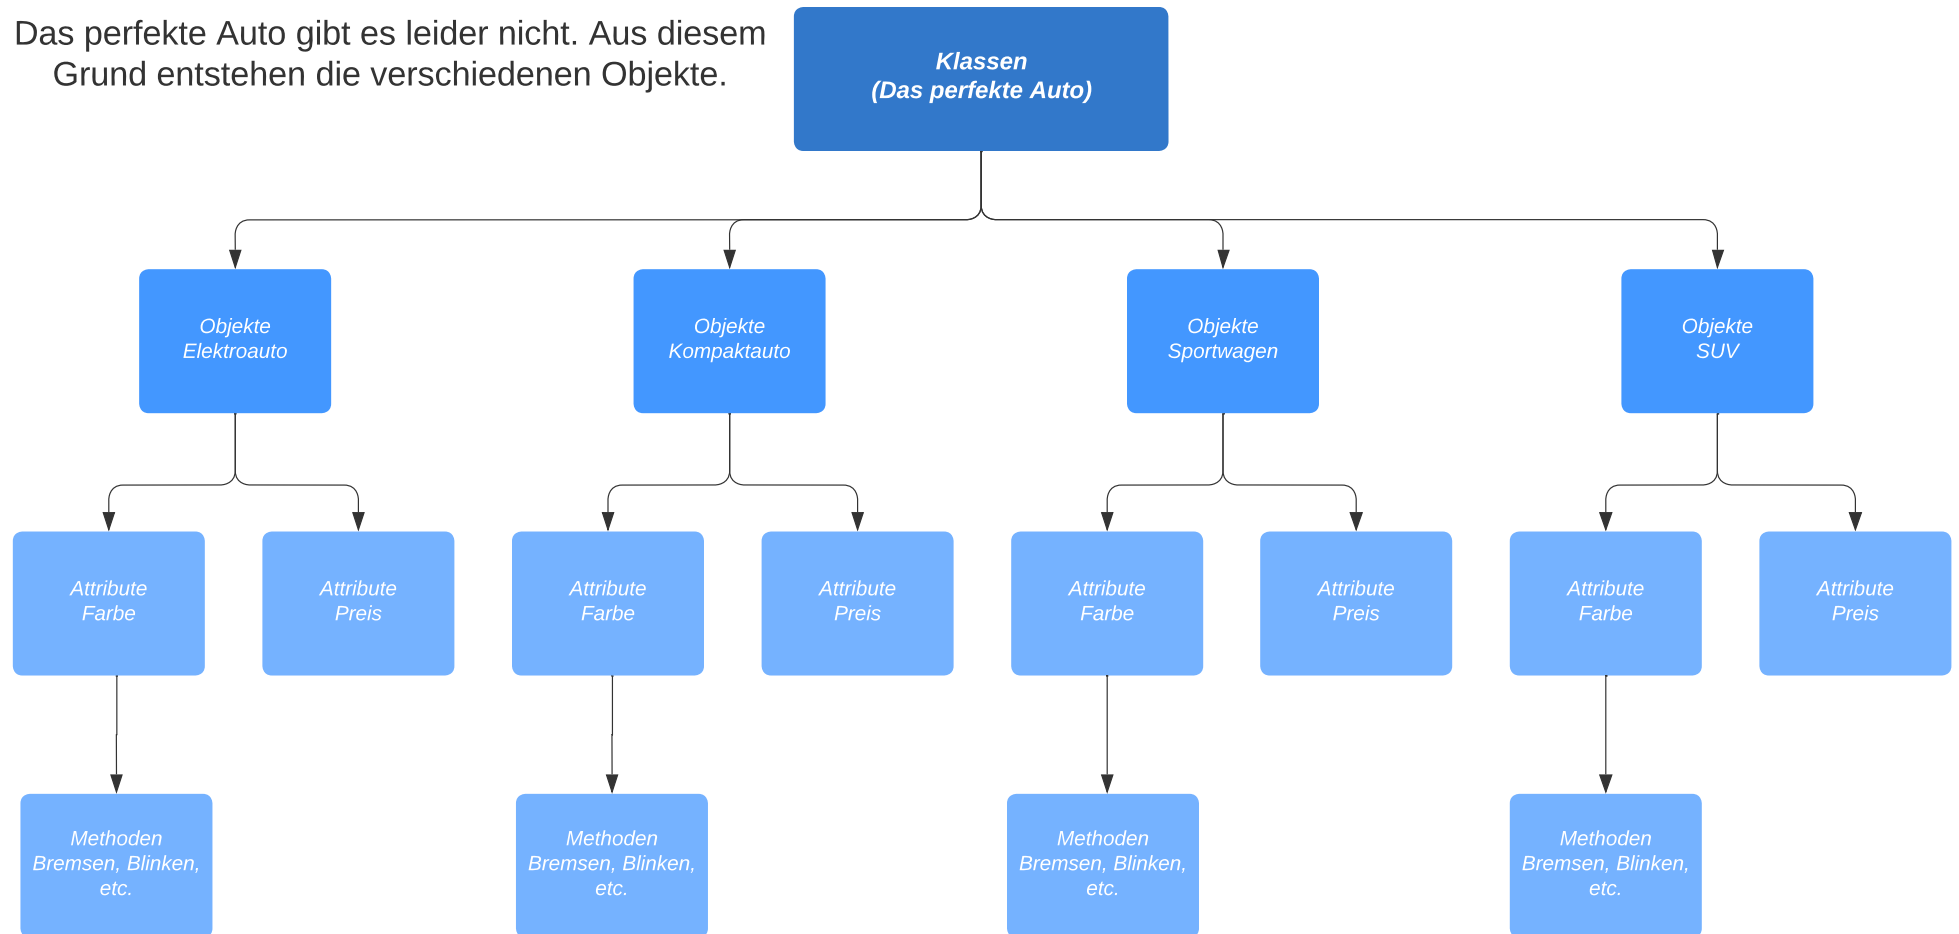 Das perfekte Auto gibt es leider nicht. Aus diesem
Grund entstehen die verschiedenen Objekte.
Klassen
(Das perfekte Auto)
Objekte
Elektroauto
Objekte
Kompaktauto
Objekte
Sportwagen
Objekte
SUV
Attribute
Farbe
Attribute
Preis
Attribute
Farbe
Attribute
Preis
Attribute
Farbe
Attribute
Preis
Attribute
Farbe
Attribute
Preis
Methoden
Bremsen, Blinken,
etc.
Methoden
Bremsen, Blinken,
etc.
Methoden
Bremsen, Blinken,
etc.
Methoden
Bremsen, Blinken,
etc.